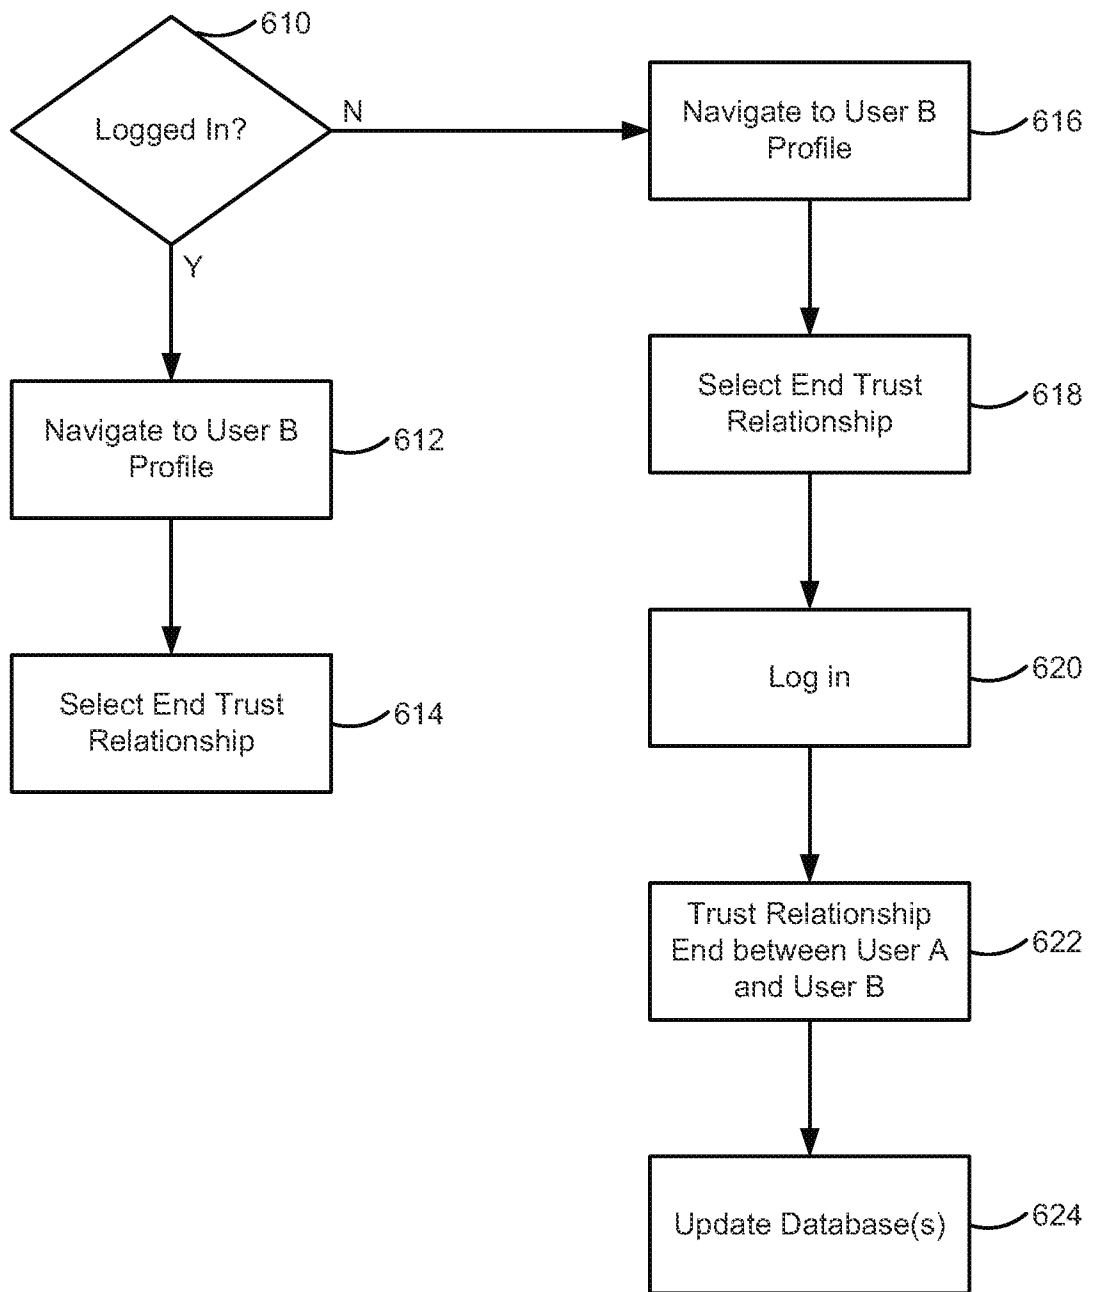 610
Logged In?
N
Y
Navigate to User B
Profile
612
Select End Trust
Relationship
614
Navigate to User B
Profile
616
Select End Trust
Relationship
618
Log in
620
Trust Relationship
End between User A
and User B
622
Update Database(s)
624